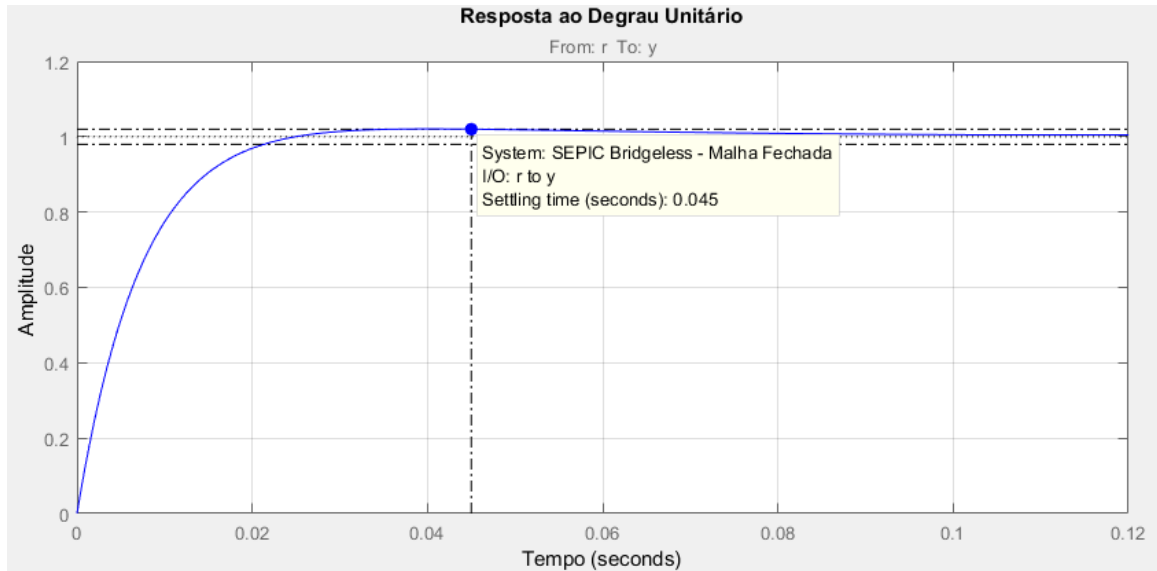 Resposta ao Degrau Unitário
From: r To: y
1.2
1
0.8
0.6
0.4
0.2
0
Amplitude
System: SEPIC Bridgeless - Malha Fechada
I/O: r to y
Settling time (seconds): 0.045
0
0.02
0.04
0.06
0.08
0.1
0.12
Tempo (seconds)